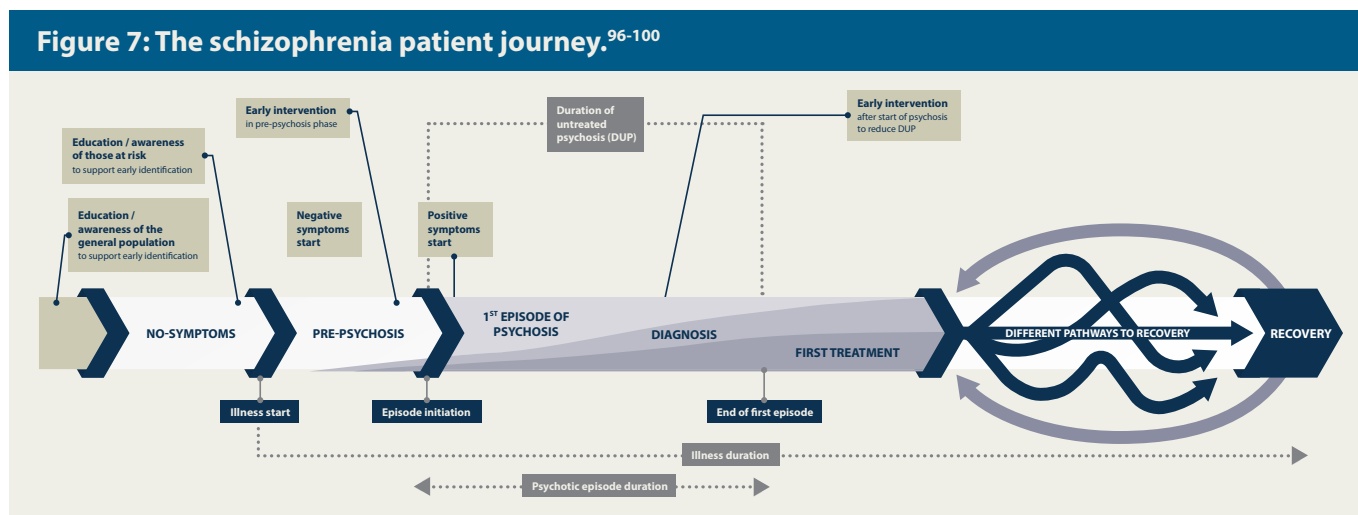 Figure 7: The schizophrenia patient journey.96-100
Early intervention
in pre-psychosis phase
Duration of
untreated
psychosis (DUP)
Early intervention
after start of psychosis
to reduce DUP
Education / awareness
of those at risk
to support early identification
Education /
awareness of the
general population
to support early identification
Negative
symptoms
start
Positive
symptoms
start
NO-SYMPTOMS
PRE-PSYCHOSIS
1ST EPISODE OF
PSYCHOSIS
DIAGNOSIS
FIRST TREATMENT
DIFFERENT PATHWAYS TO RECOVERY
RECOVERY
Illness start
Episode initiation
End of first episode
Illness duration
Psychotic episode duration